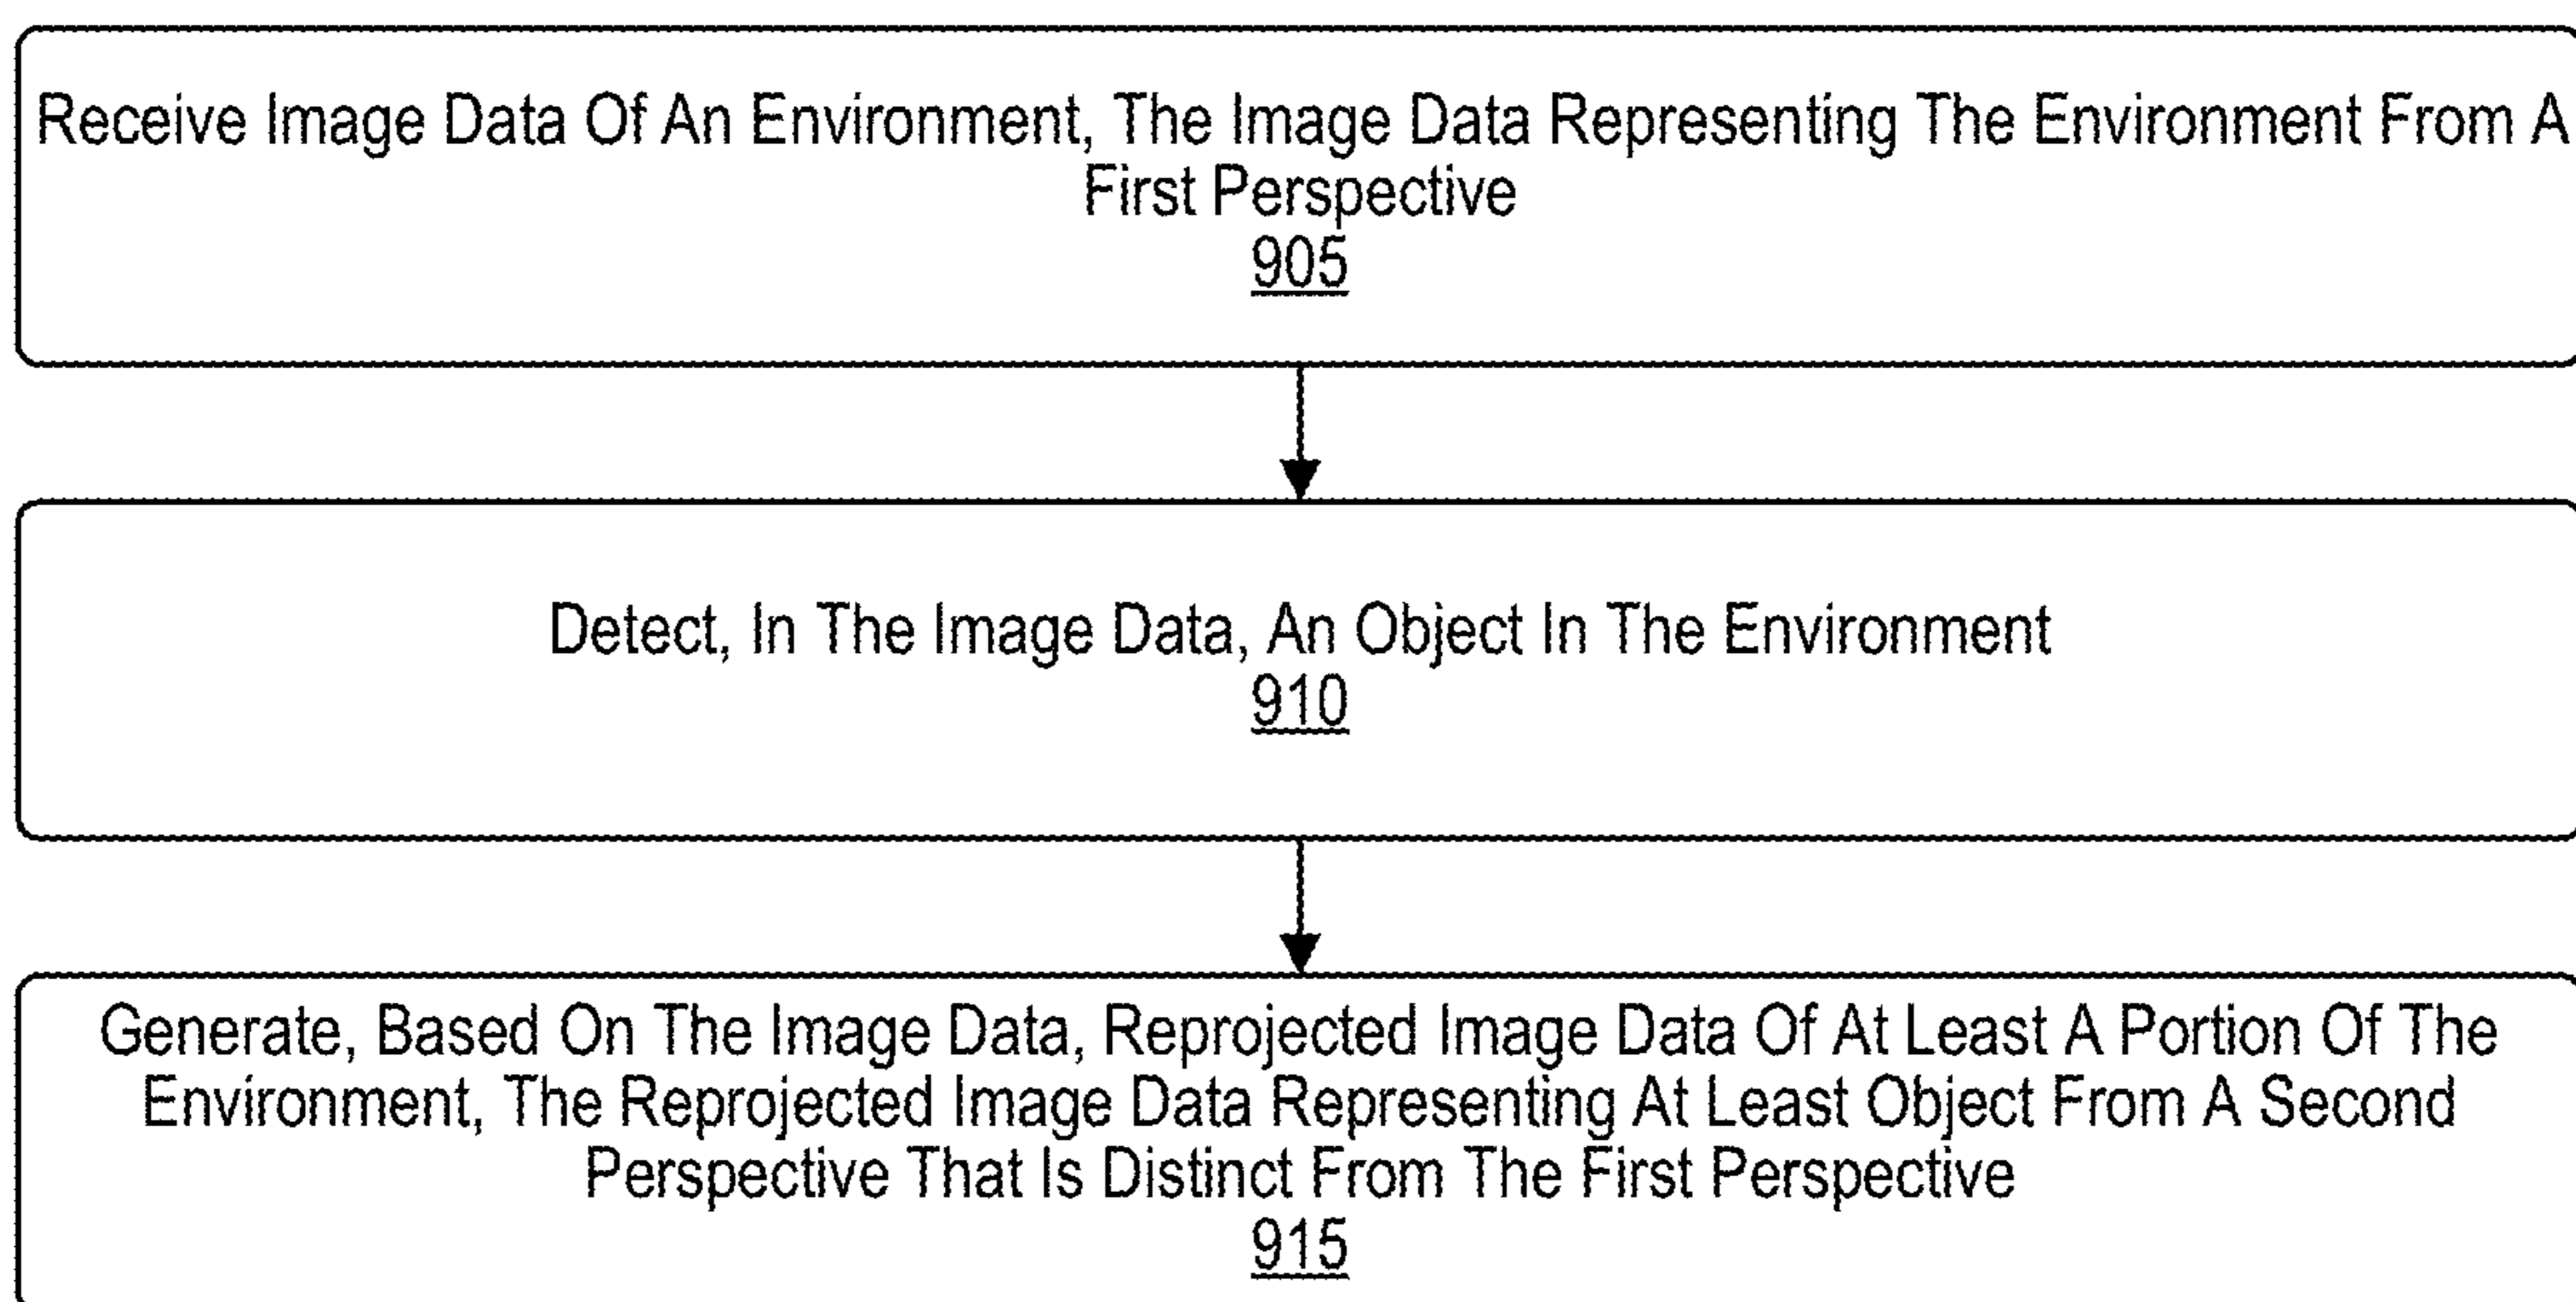 Receive Image Data Of An Environment, The Image Data Representing The Environment From A
First Perspective
905
Detect, In The Image Data, An Object In The Environment
910
Generate, Based On The Image Data, Reprojected Image Data Of At Least A Portion Of The
Environment, The Reprojected Image Data Representing At Least Object From A Second
Perspective That Is Distinct From The First Perspective
915